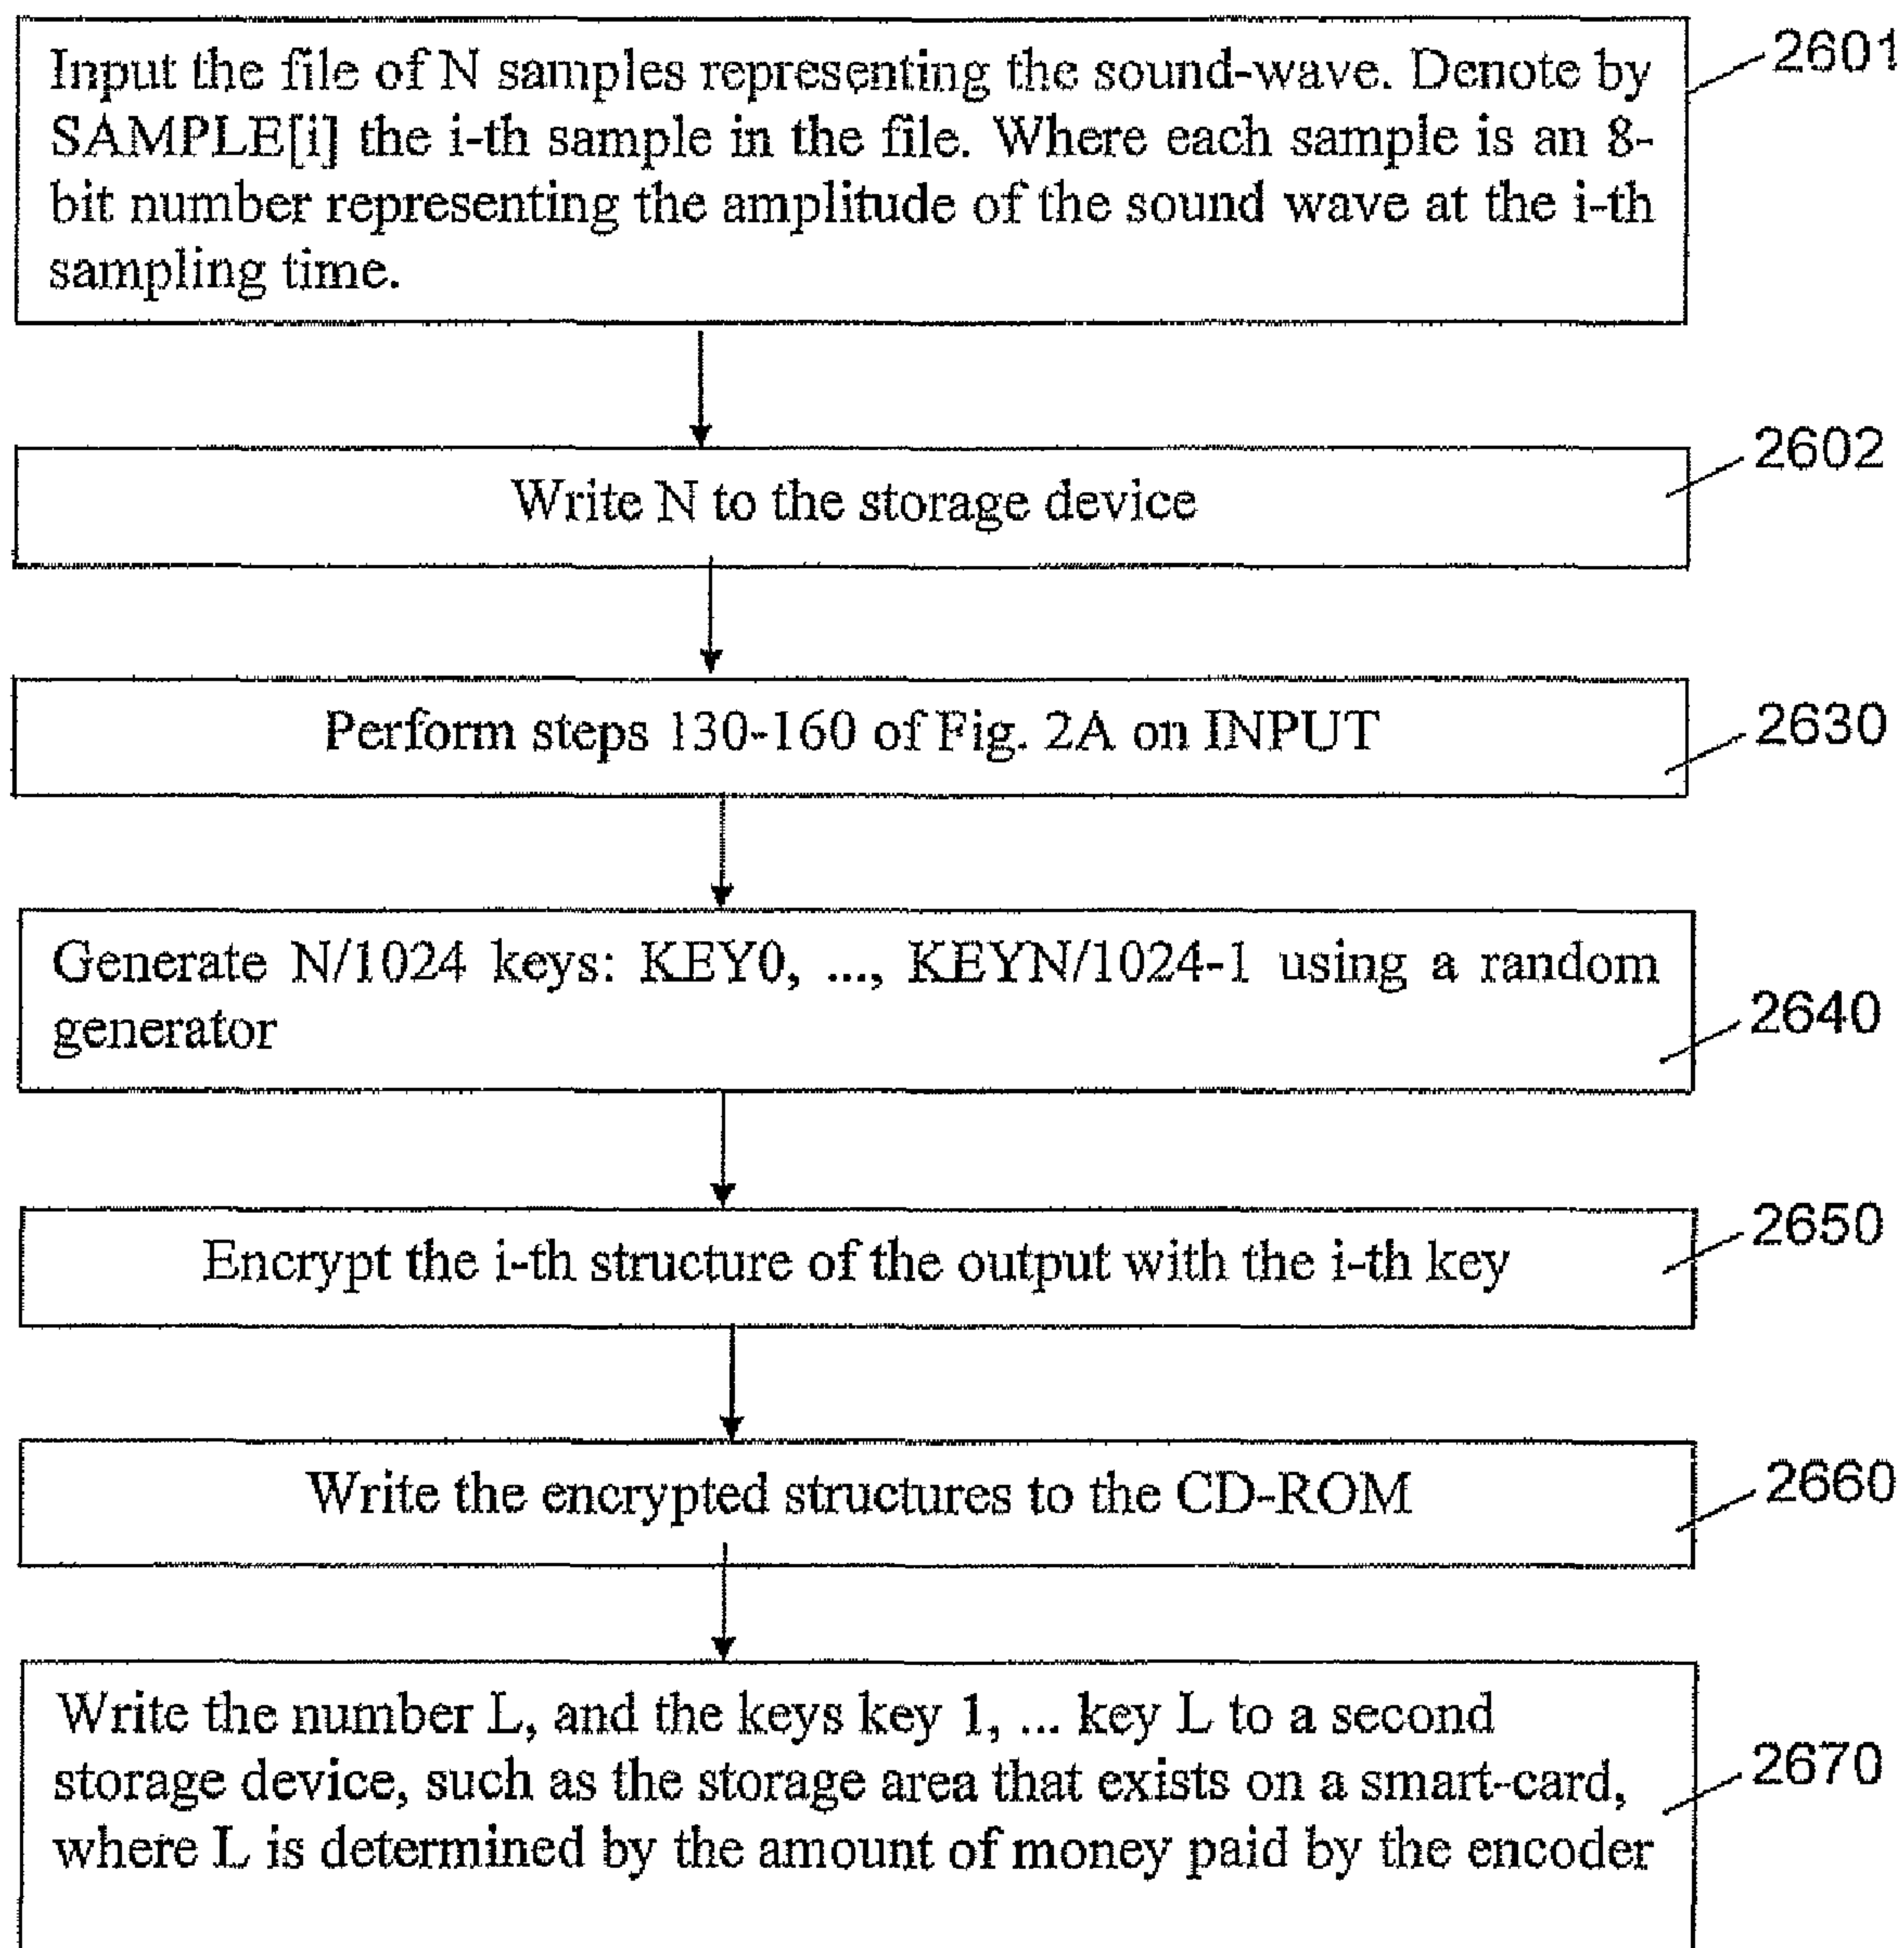 Input the file of N samples representing the sound-wave. Denote by
SAMPLE[i] the i-th sample in the file. Where each sample is an 8-
bit number representing the amplitude of the sound wave at the i-th
sampling time.
2601
Write N to the storage device
2602
Perform steps 130-160 of Fig. 2A on INPUT
2630
Generate N/1024 keys: KEY0, ..., KEYN/1024-1 using a random
generator
2640
Encrypt the i-th structure of the output with the i-th key
2650
Write the encrypted structures to the CD-ROM
2660
Write the number L, and the keys key 1, ... key L to a second
storage device, such as the storage area that exists on a smart-card,
where L is determined by the amount of money paid by the encoder
2670